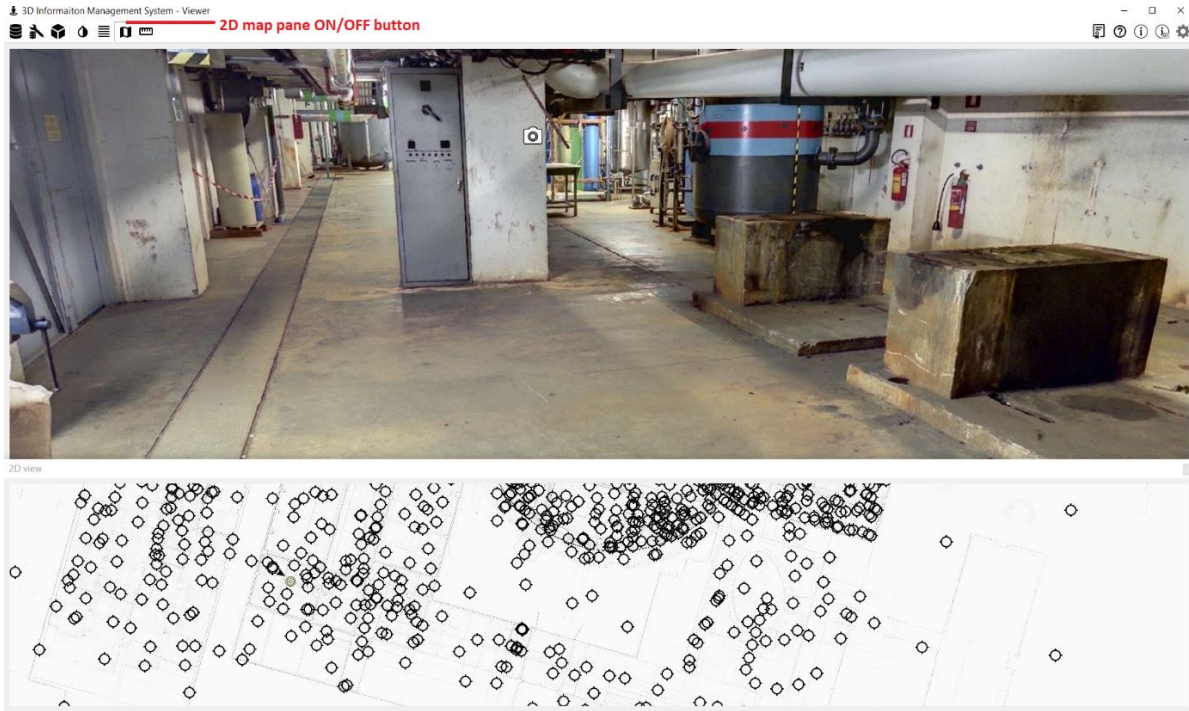 3D Informaiton Management System - Viewer
2D map pane ON/OFF button
2D view